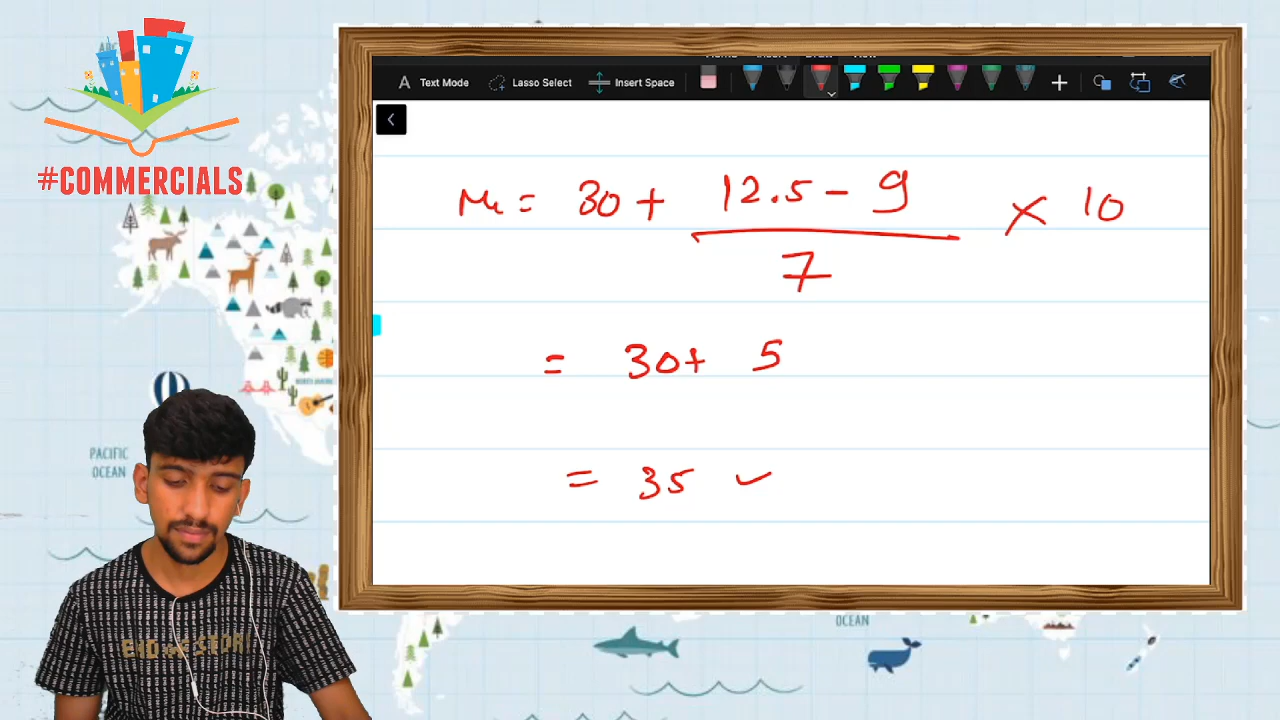 Text Mode Lasso Select Insert Space
#COMMERCIALS
M = 30 + 12.5 - 9 / 7 × 10
= 30 + 5
= 35 ✓
PACIFIC
OCEAN
OCEAN